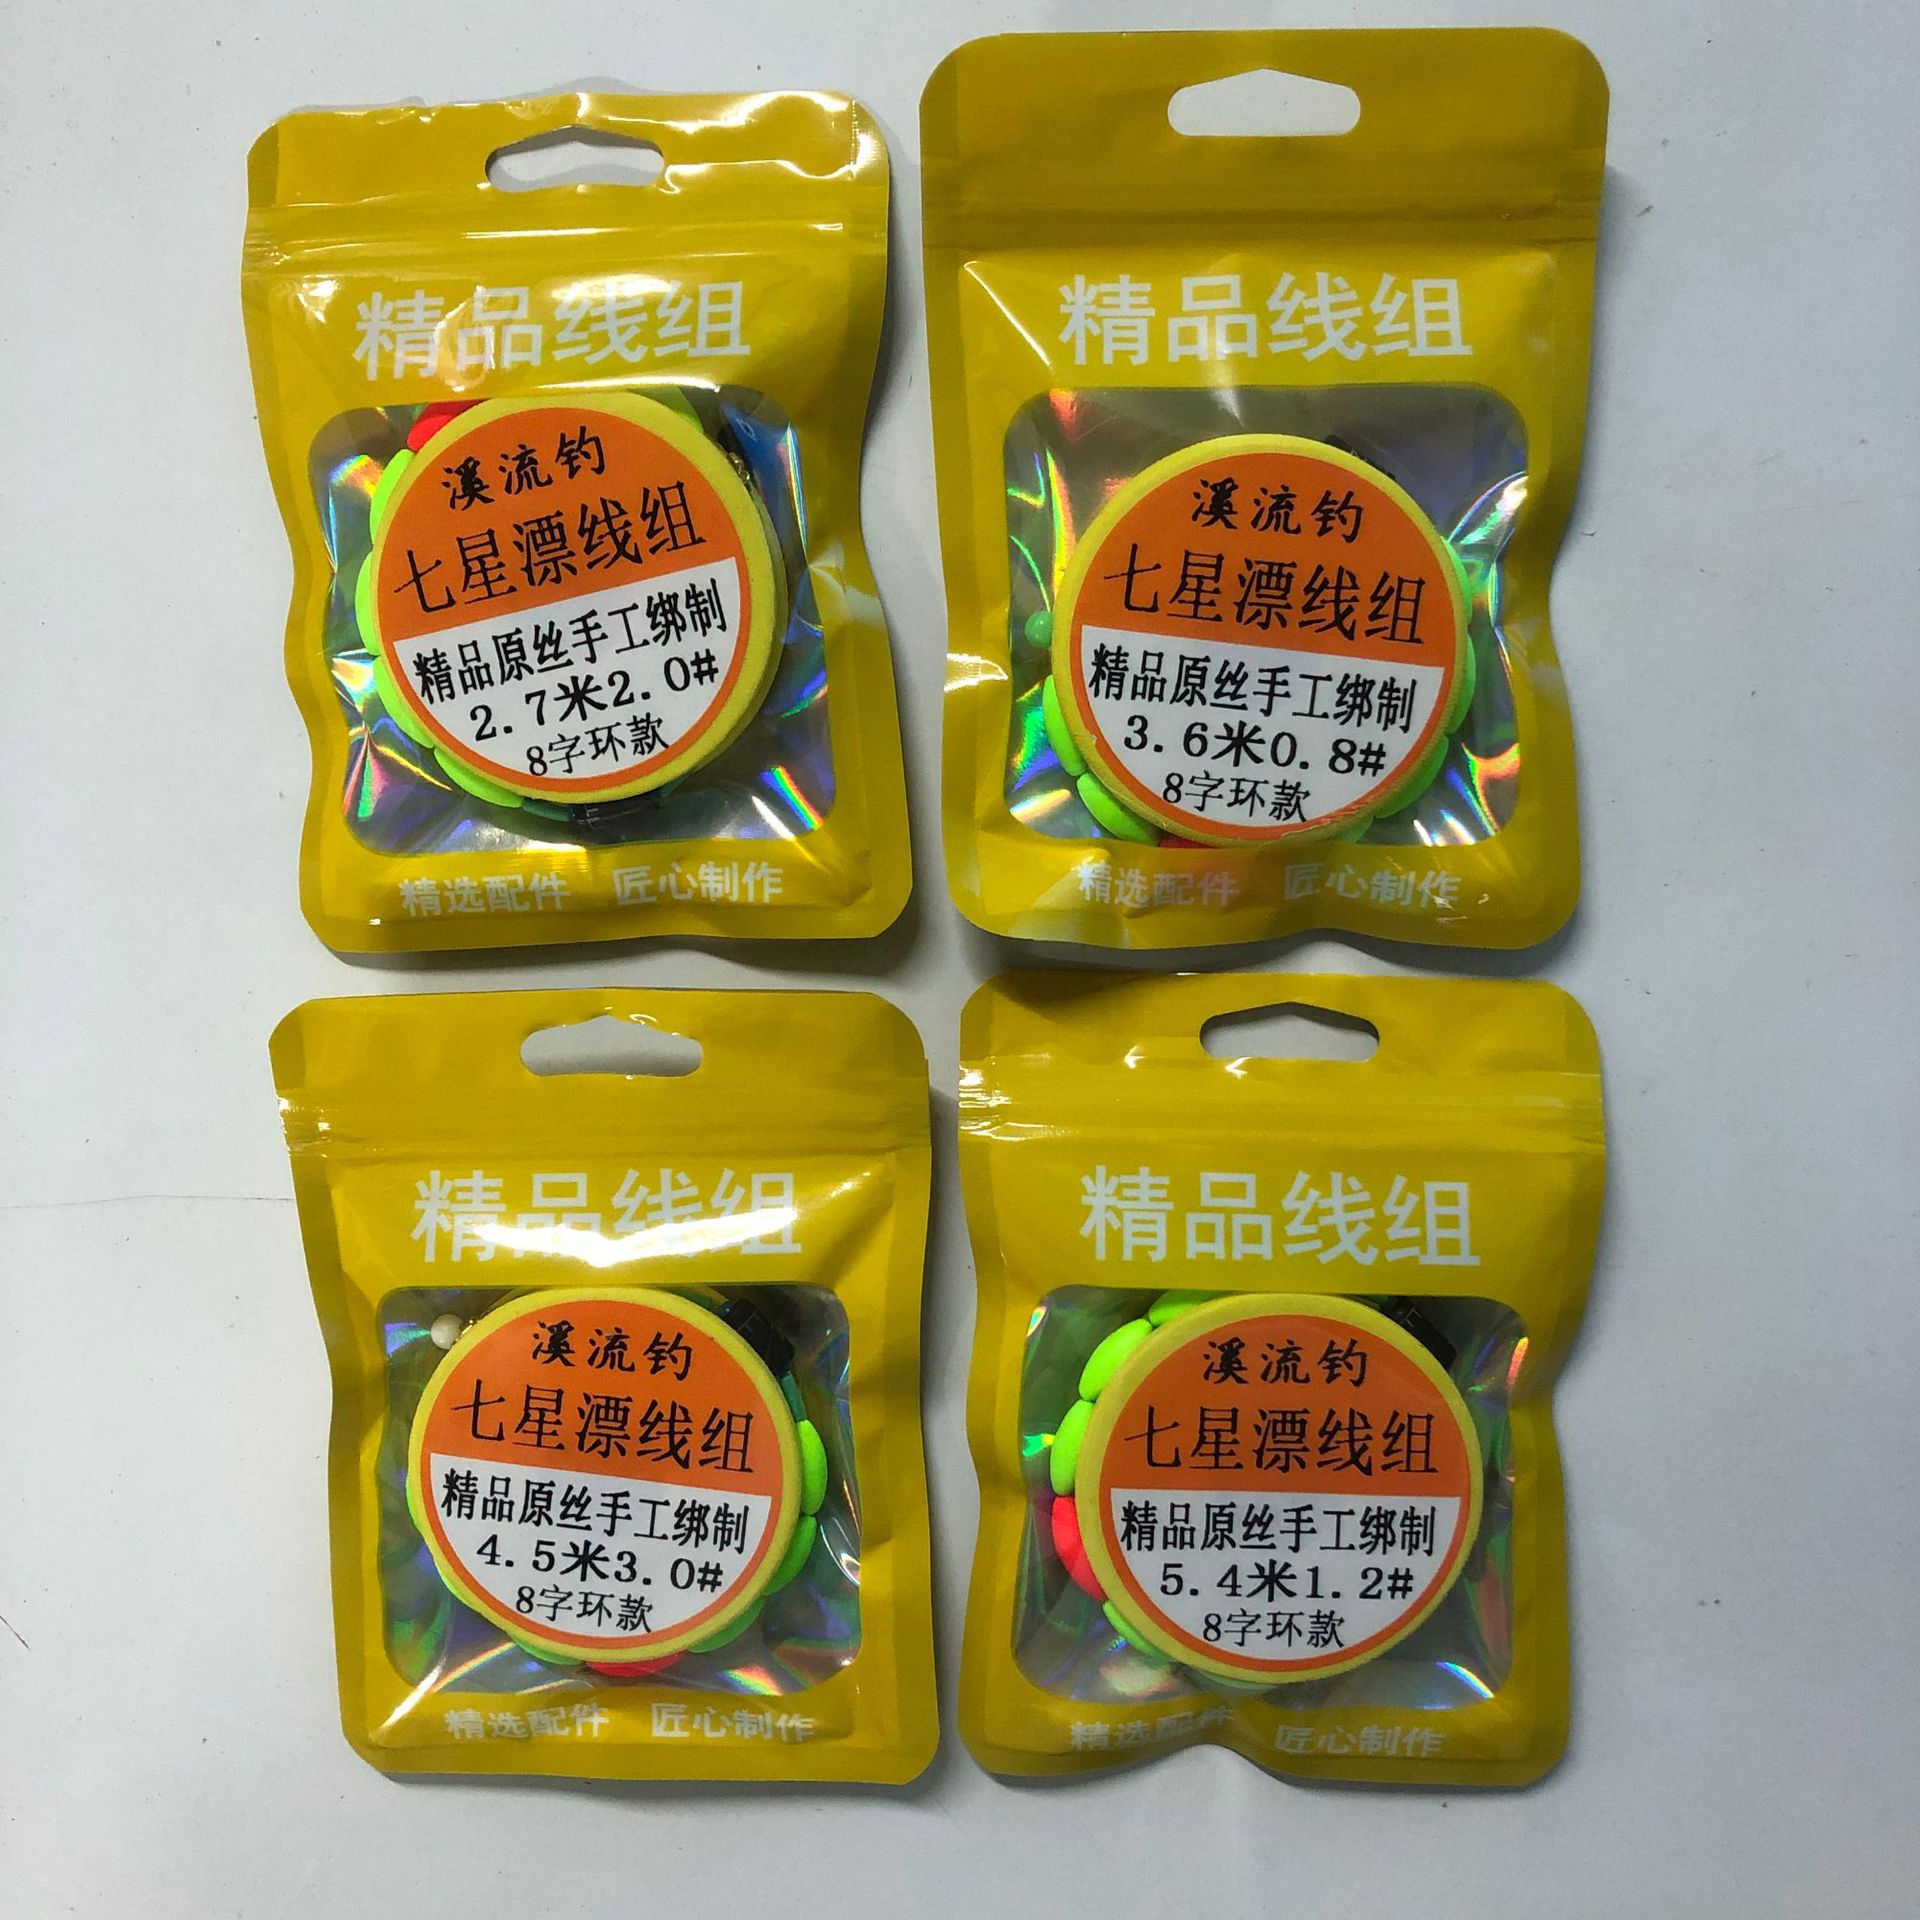 精品线组
溪流钓
七星漂线组
精品原丝手工绑制
2.7米2.0#
8字环款
精选配件 匠心制作
精品线组
溪流钓
七星漂线组
精品原丝手工绑制
3.6米0.8#
8字环款
精选配件 匠心制作
精品线组
溪流钓
七星漂线组
精品原丝手工绑制
4.5米3.0#
8字环款
精选配件 匠心制作
精品线组
溪流钓
七星漂线组
精品原丝手工绑制
5.4米1.2#
8字环款
精选配件 匠心制作